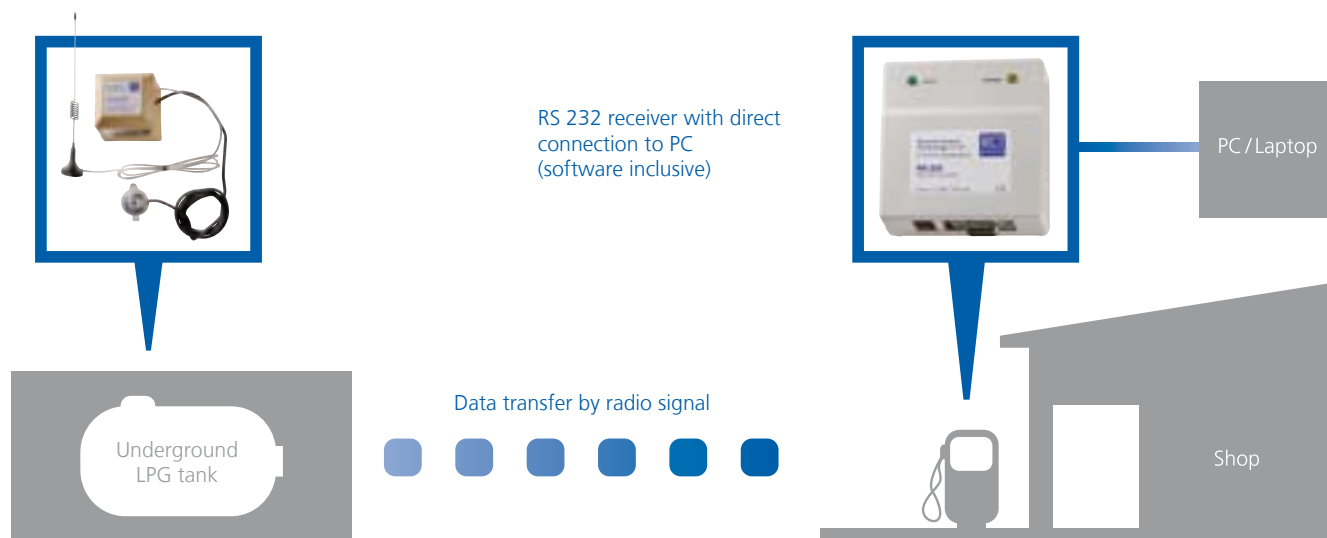 RS 232 receiver with direct
connection to PC
(software inclusive)
PC / Laptop
Data transfer by radio signal
Underground
LPG tank
Shop